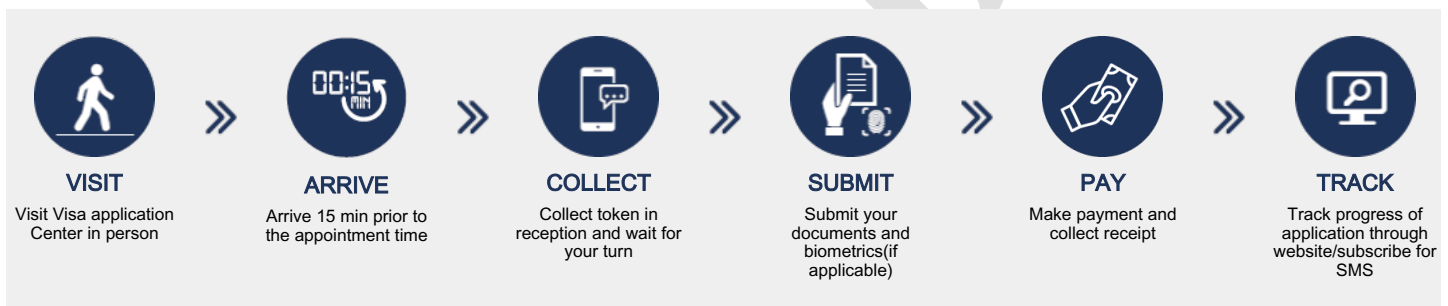 00:15
MIN
VISIT
Visit Visa application
Center in person
ARRIVE
Arrive 15 min prior to
the appointment time
COLLECT
Collect token in
reception and wait for
your turn
SUBMIT
Submit your
documents and
biometrics(if
applicable)
PAY
Make payment and
collect receipt
TRACK
Track progress of
application through
website/subscribe for
SMS